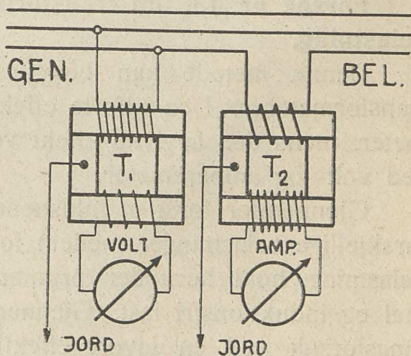 GEN. BEL.
T₁ T₂
VOLT AMP.
JORD JORD